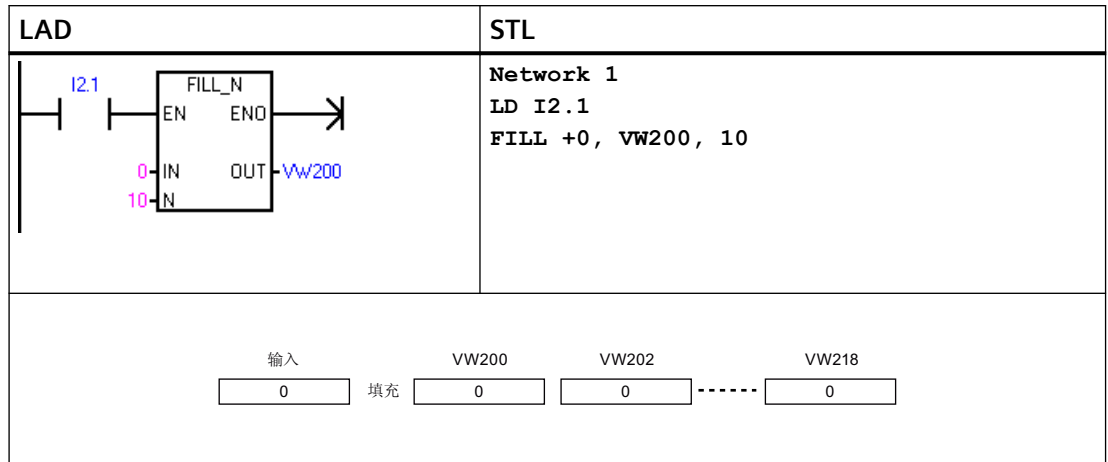 LAD
STL
I2.1
FILL_N
EN ENO
0 IN OUT VW200
10 N
Network 1
LD I2.1
FILL +0, VW200, 10
输入 VW200 VW202 VW218
0 填充 0 0 0